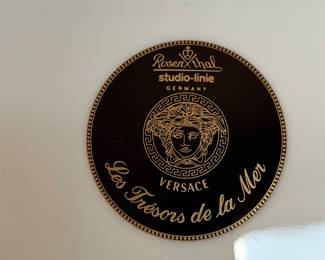 Rosenthal
studio-linie
GERMANY
VERSACE
Les Trésors de la Mer